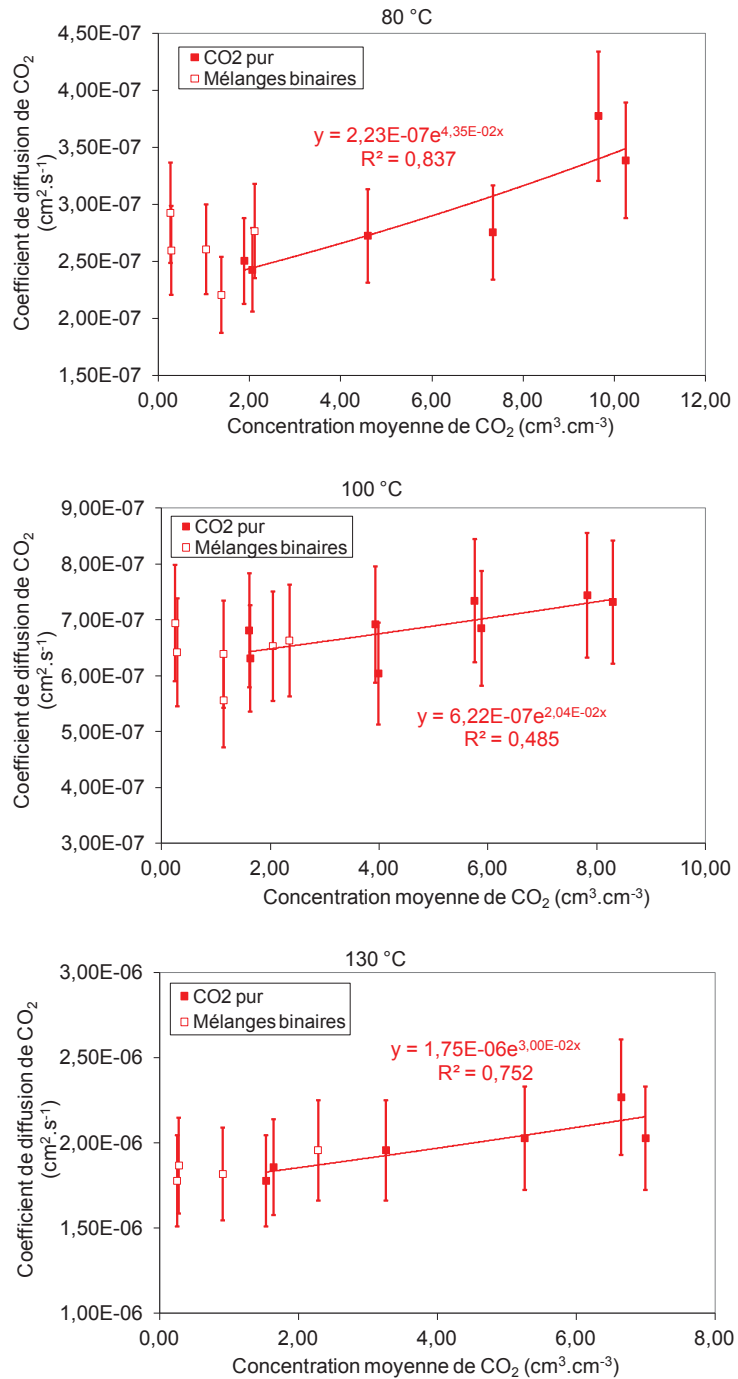 80 °C
4,50E-07
4,00E-07
3,50E-07
3,00E-07
2,50E-07
2,00E-07
1,50E-07
Coefficient de diffusion de CO₂
(cm².s⁻¹)
CO2 pur
Mélanges binaires
y = 2,23E-07e^4,35E-02x
R² = 0,837
0,00 2,00 4,00 6,00 8,00 10,00 12,00
Concentration moyenne de CO₂ (cm³.cm⁻³)
100 °C
9,00E-07
8,00E-07
7,00E-07
6,00E-07
5,00E-07
4,00E-07
3,00E-07
Coefficient de diffusion de CO₂
(cm².s⁻¹)
CO2 pur
Mélanges binaires
y = 6,22E-07e^2,04E-02x
R² = 0,485
0,00 2,00 4,00 6,00 8,00 10,00
Concentration moyenne de CO₂ (cm³.cm⁻³)
130 °C
3,00E-06
2,50E-06
2,00E-06
1,50E-06
1,00E-06
Coefficient de diffusion de CO₂
(cm².s⁻¹)
CO2 pur
Mélanges binaires
y = 1,75E-06e^3,00E-02x
R² = 0,752
0,00 2,00 4,00 6,00 8,00
Concentration moyenne de CO₂ (cm³.cm⁻³)